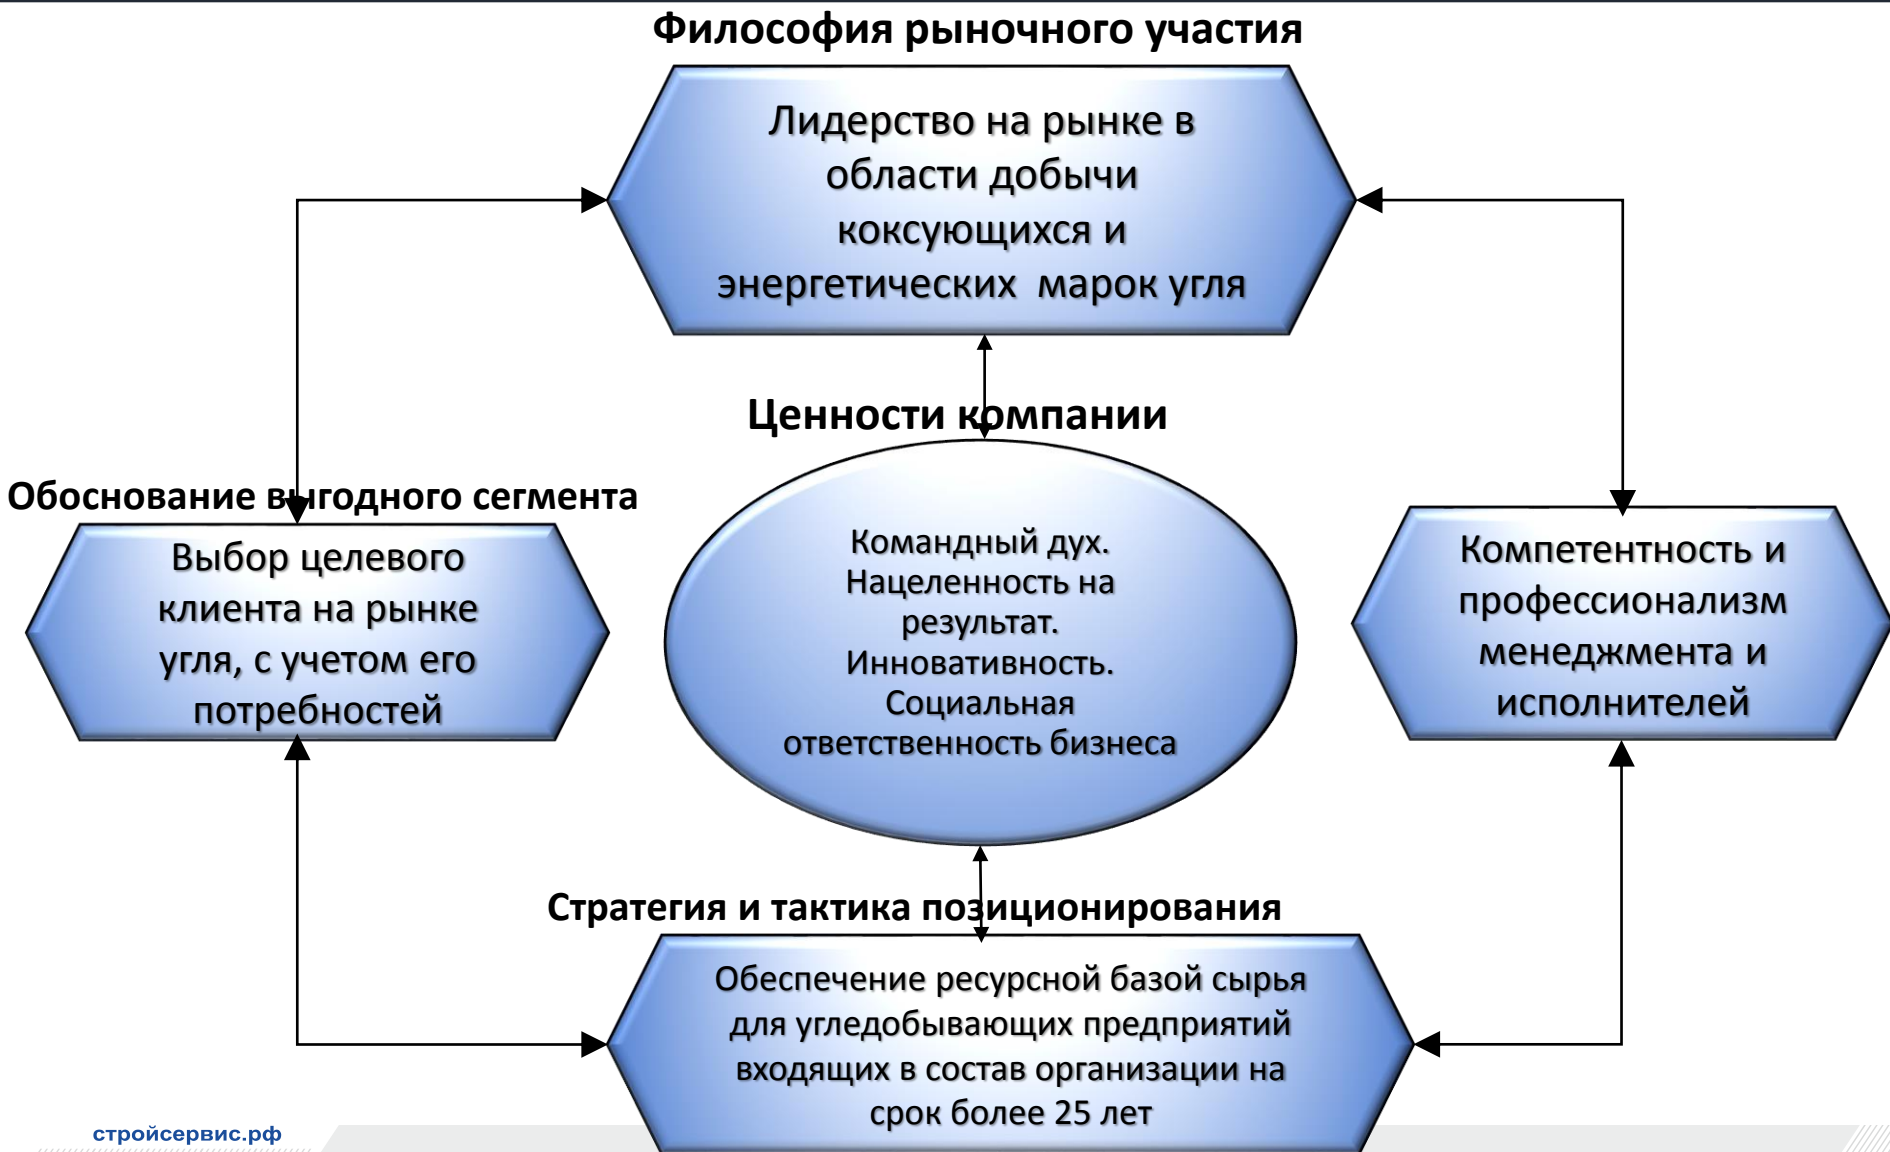 Философия рыночного участия
Лидерство на рынке в
области добычи
коксующихся и
энергетических марок угля
Ценности компании
Обоснование выгодного сегмента
Выбор целевого
клиента на рынке
угля, с учетом его
потребностей
Командный дух.
Нацеленность на
результат.
Инновативность.
Социальная
ответственность бизнеса
Компетентность и
профессионализм
менеджмента и
исполнителей
Стратегия и тактика позиционирования
Обеспечение ресурсной базой сырья
для угледобывающих предприятий
входящих в состав организации на
срок более 25 лет
стройсервис.рф